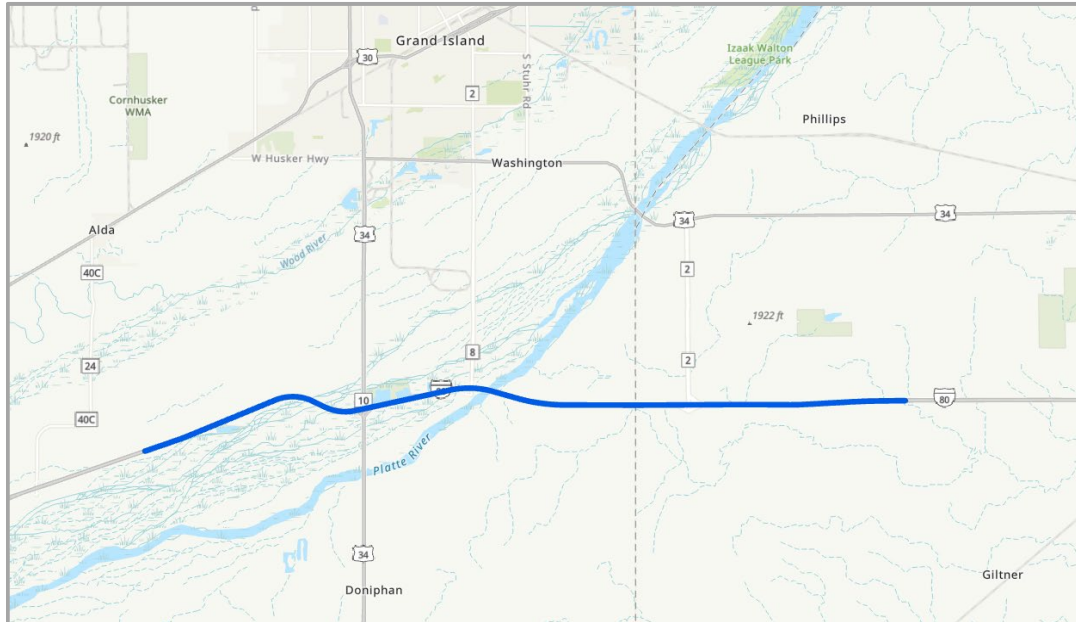 Grand Island
30
Izaak Walton
League Park
S Stuhr Rd
2
Cornhusker
WMA
Phillips
1920 ft
W Husker Hwy
Washington
34
34
Alda
34
Wood River
40C
2
1922 ft
8
2
24
10
80
40C
Platte River
34
Giltner
Doniphan